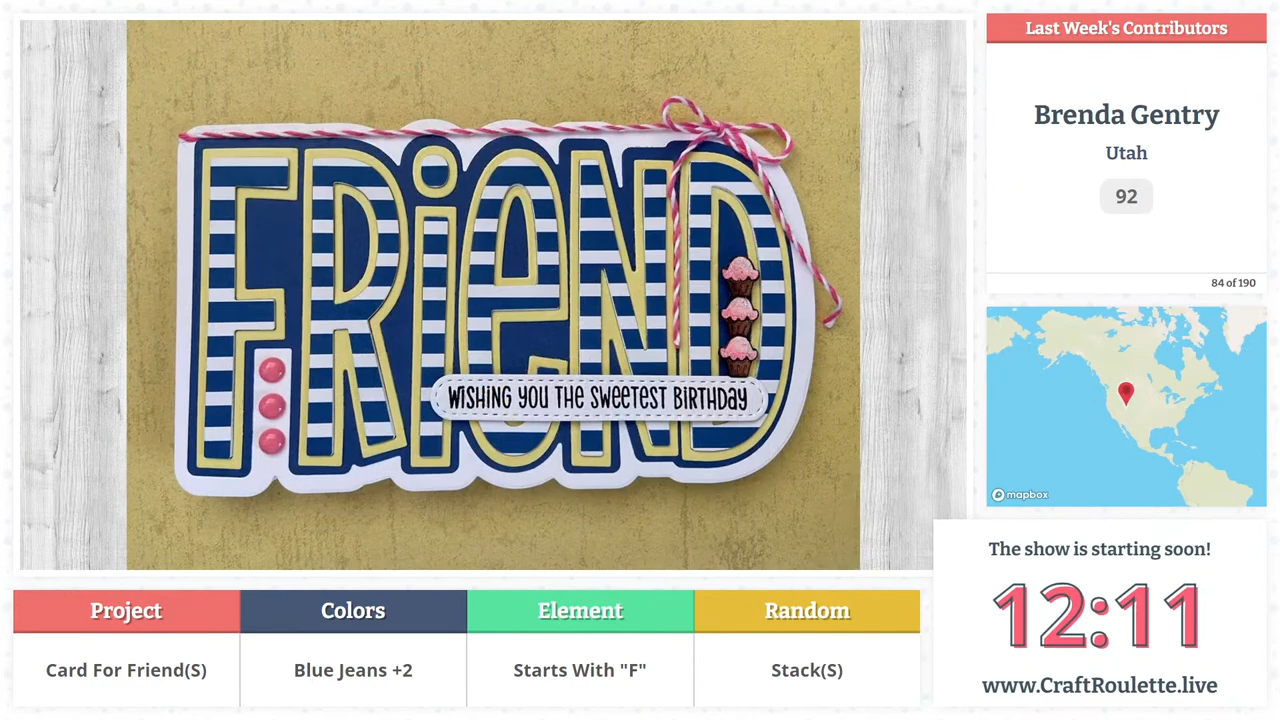 FRiEND
WISHING YOU THE SWEETEST BIRTHDAY
Last Week's Contributors
Brenda Gentry
Utah
92
84 of 190
mapbox
The show is starting soon!
12:11
www.CraftRoulette.live
Project
Colors
Element
Random
Card For Friend(S)
Blue Jeans +2
Starts With "F"
Stack(S)